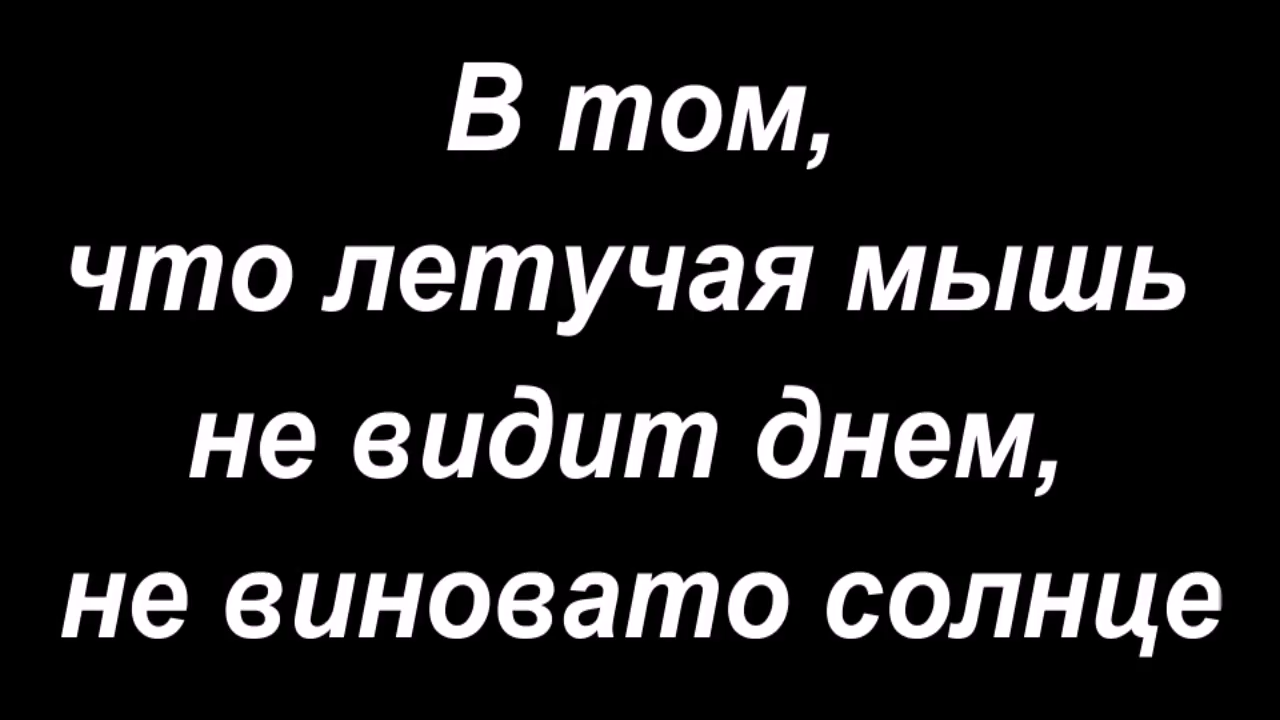 В том,
что летучая мышь
не видит днем,
не виновато солнце